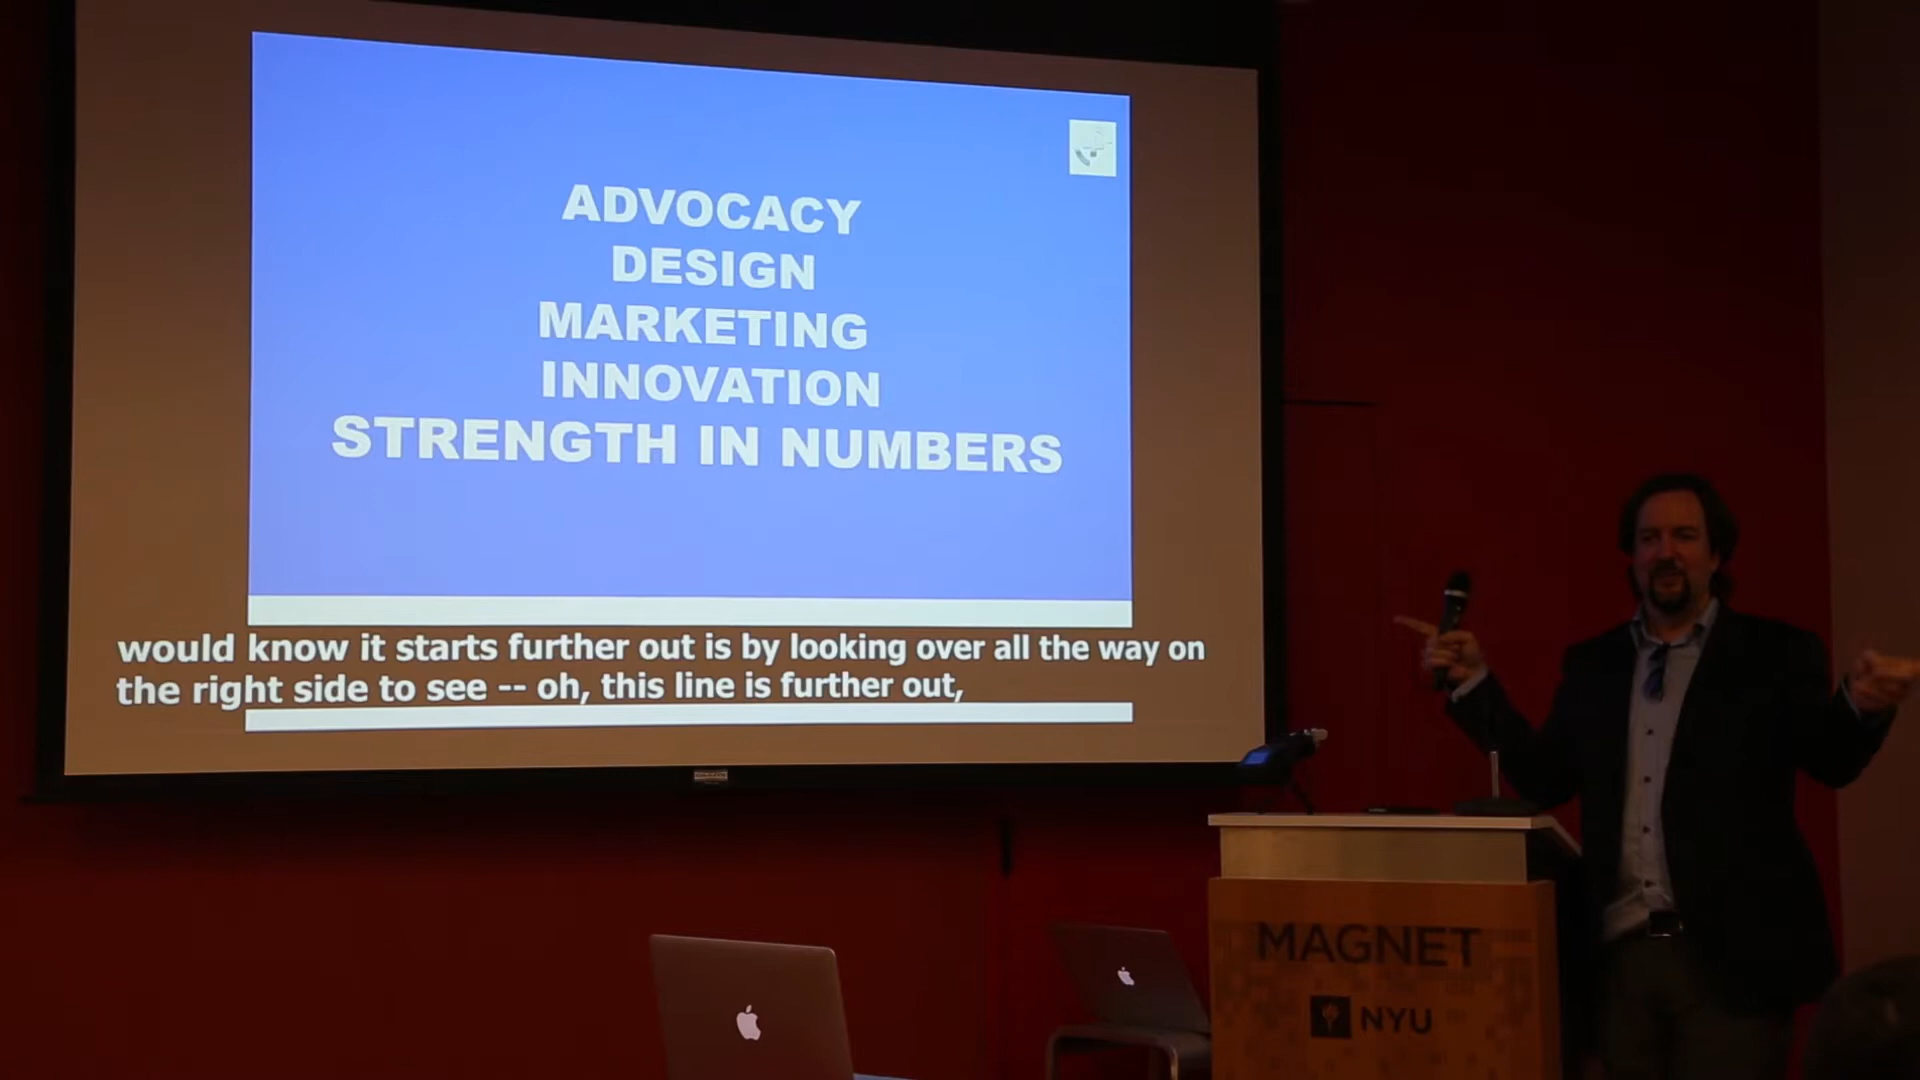 ADVOCACY
DESIGN
MARKETING
INNOVATION
STRENGTH IN NUMBERS
would know it starts further out is by looking over all the way on
the right side to see -- oh, this line is further out,
MAGNET
NYU